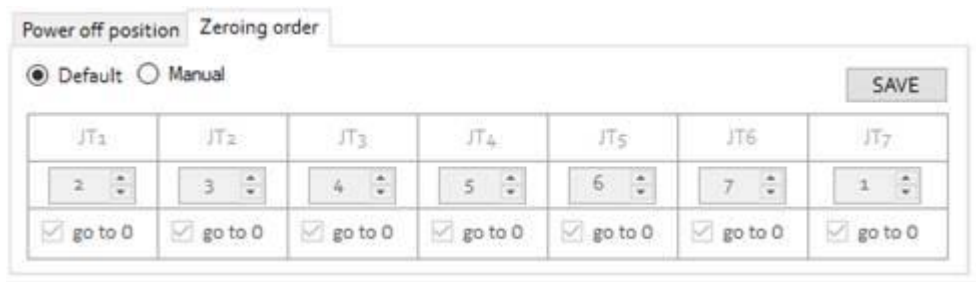 Power off position Zeroing order
Default Manual
SAVE
JT1 JT2 JT3 JT4 JT5 JT6 JT7
2 3 4 5 6 7 1
go to 0 go to 0 go to 0 go to 0 go to 0 go to 0 go to 0